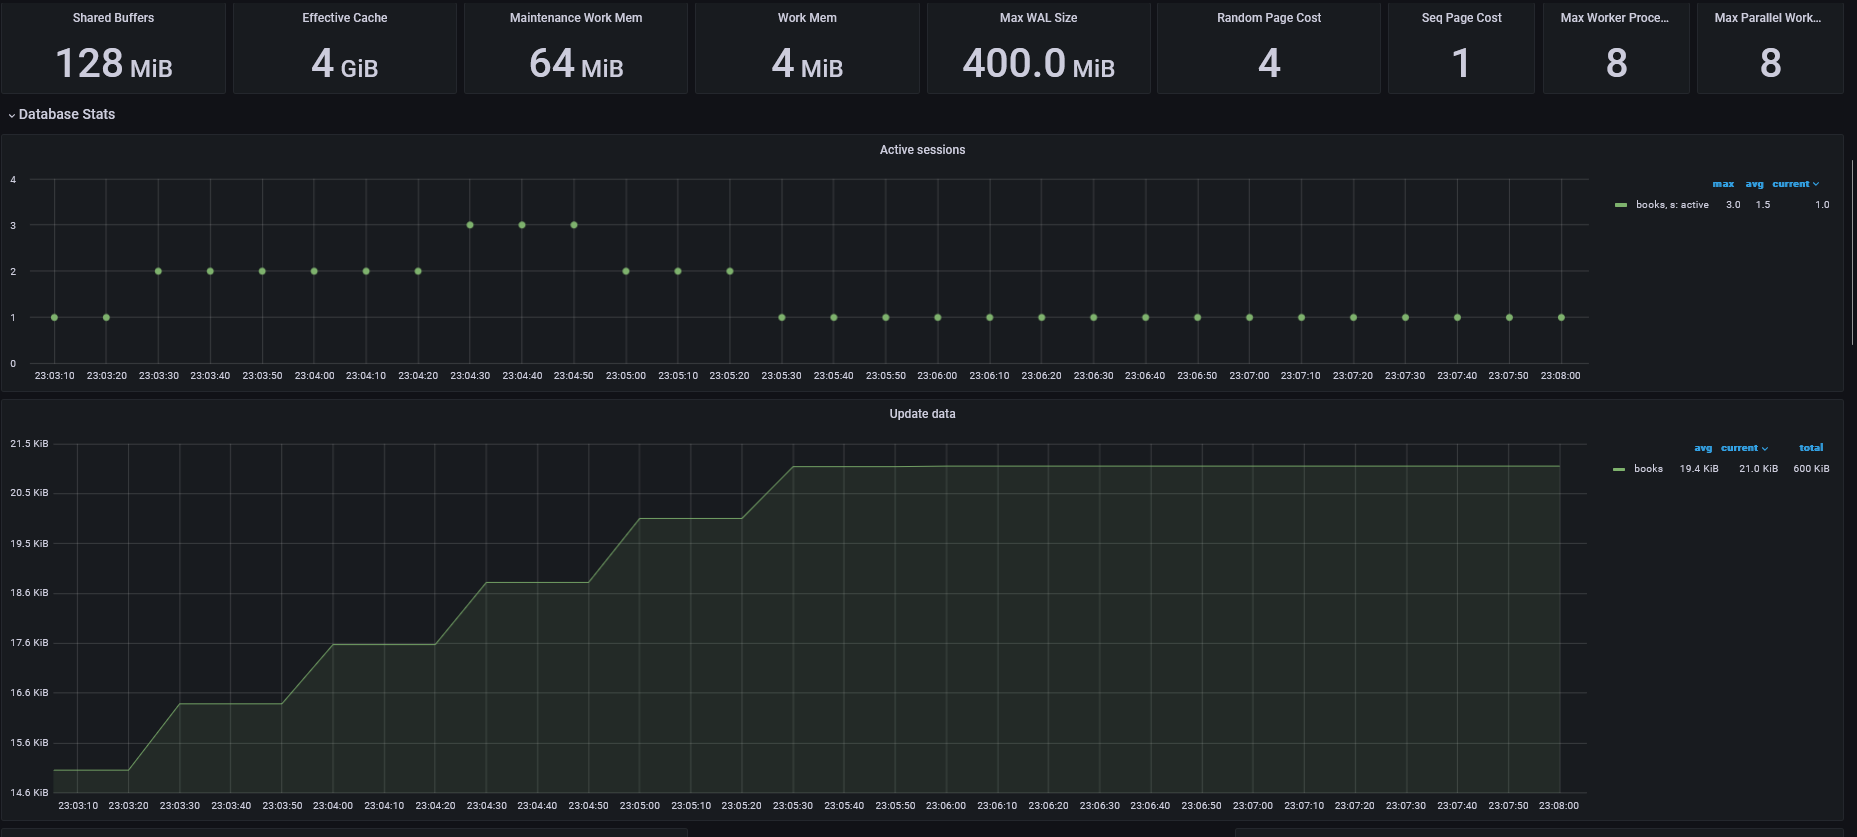 Shared Buffers Effective Cache Maintenance Work Mem Work Mem Max WAL Size Random Page Cost Seq Page Cost Max Worker Proce... Max Parallel Work...
128 MiB 4 GiB 64 MiB 4 MiB 400.0 MiB 4 1 8 8
Database Stats
Active sessions
4
max avg current
books, s: active 3.0 1.5 1.0
3
2
1
0
23:03:10 23:03:20 23:03:30 23:03:40 23:03:50 23:04:00 23:04:10 23:04:20 23:04:30 23:04:40 23:04:50 23:05:00 23:05:10 23:05:20 23:05:30 23:05:40 23:05:50 23:06:00 23:06:10 23:06:20 23:06:30 23:06:40 23:06:50 23:07:00 23:07:10 23:07:20 23:07:30 23:07:40 23:07:50 23:08:00
Update data
21.5 KiB
avg current total
books 19.4 KiB 21.0 KiB 600 KiB
20.5 KiB
19.5 KiB
18.6 KiB
17.6 KiB
16.6 KiB
15.6 KiB
14.6 KiB
23:03:10 23:03:20 23:03:30 23:03:40 23:03:50 23:04:00 23:04:10 23:04:20 23:04:30 23:04:40 23:04:50 23:05:00 23:05:10 23:05:20 23:05:30 23:05:40 23:05:50 23:06:00 23:06:10 23:06:20 23:06:30 23:06:40 23:06:50 23:07:00 23:07:10 23:07:20 23:07:30 23:07:40 23:07:50 23:08:00